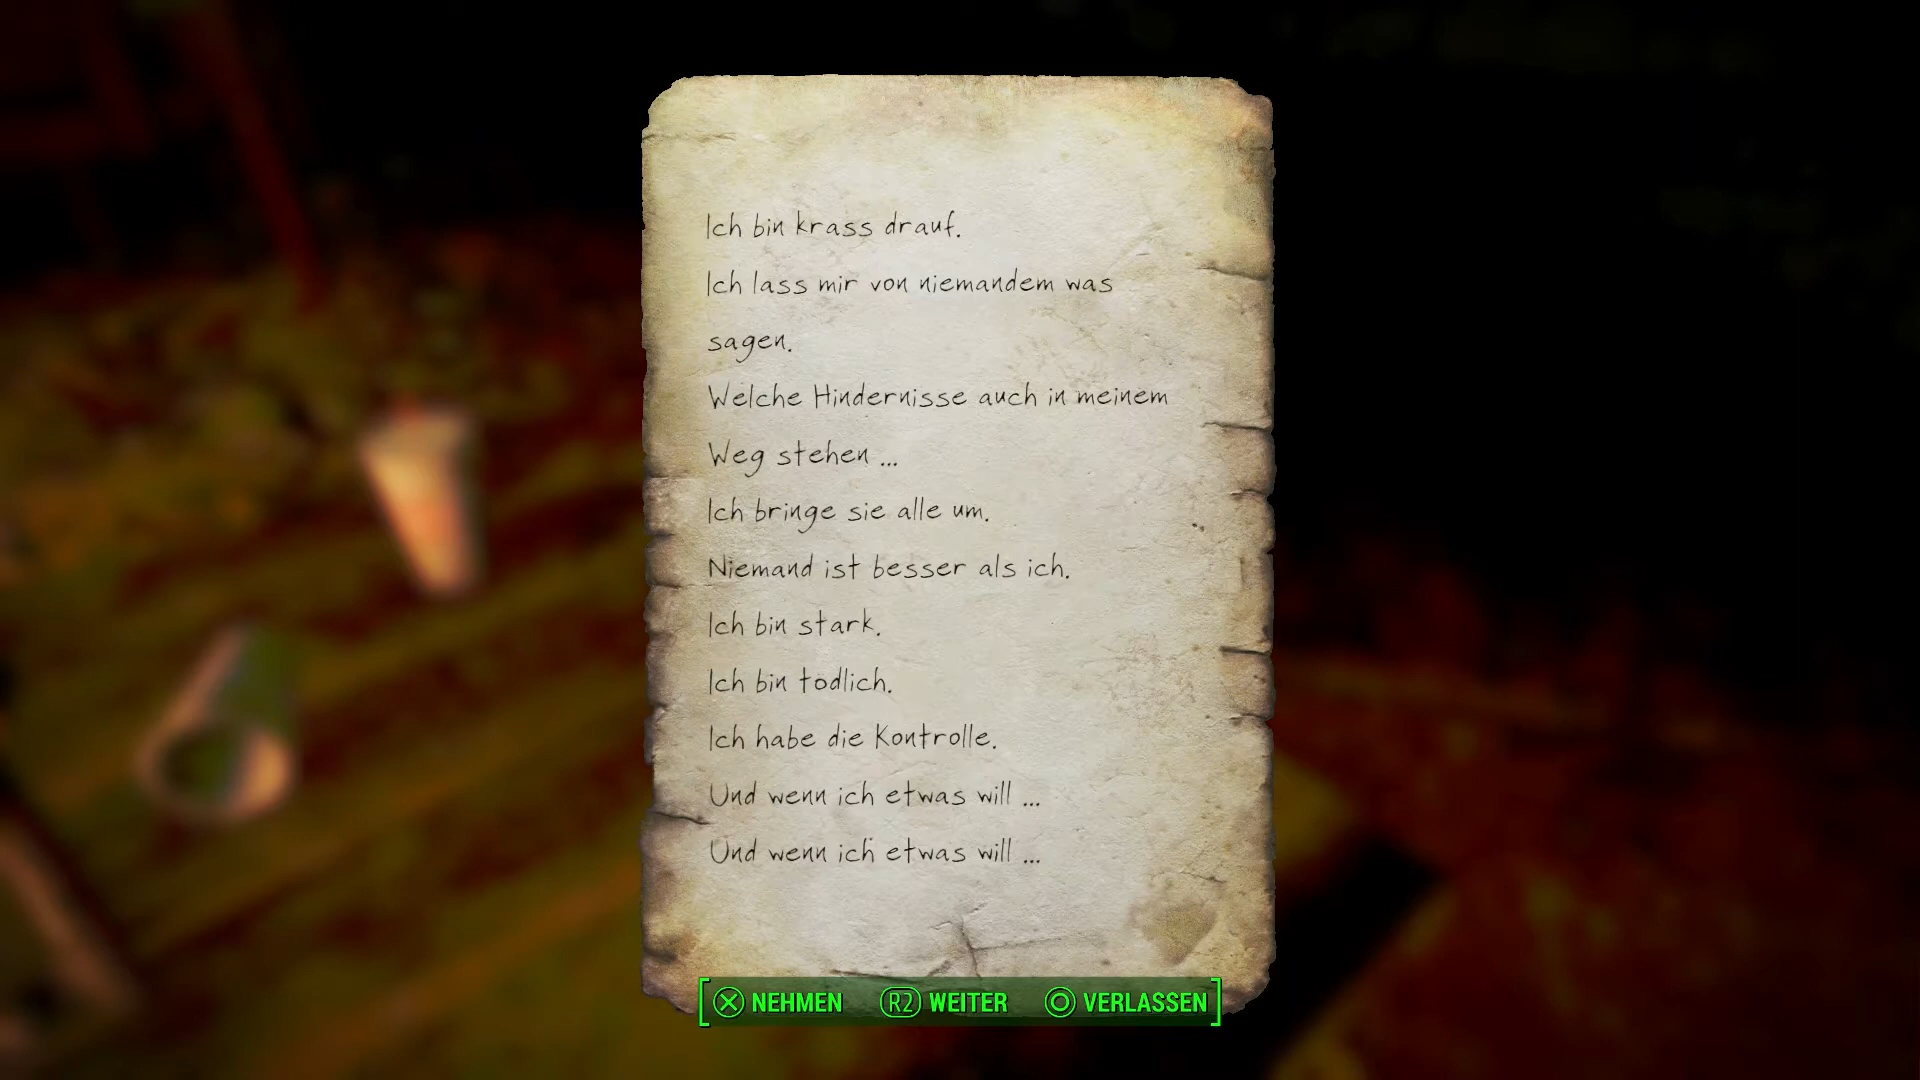 Ich bin krass drauf.
Ich lass mir von niemandem was
sagen.
Welche Hindernisse auch in meinem
Weg stehen ...
Ich bringe sie alle um.
Niemand ist besser als ich.
Ich bin stark.
Ich bin tödlich.
Ich habe die Kontrolle.
Und wenn ich etwas will ...
Und wenn ich etwas will ...
NEHMEN R2 WEITER VERLASSEN